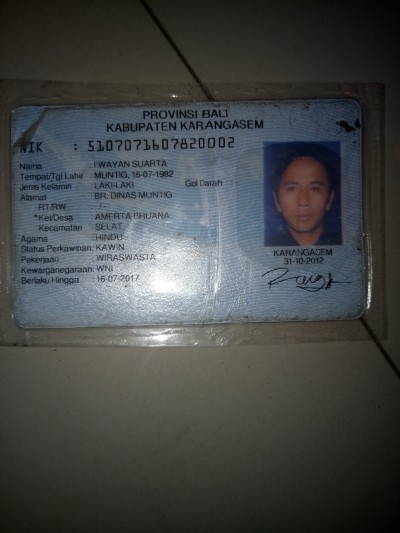 PROVINSI BALI
KABUPATEN KARANGASEM
NIK : 5107071607820002
Nama : I WAYAN SUARTA
Tempat/Tgl Lahir : MUNTIG, 16-07-1982
Jenis Kelamin : LAKI-LAKI Gol Darah :
Alamat : BR. DINAS MUNTIG
RT/RW : /
Kel/Desa : AMERTA BHUANA
Kecamatan : SELAT
Agama : HINDU
Status Perkawinan: KAWIN
Pekerjaan : WIRASWASTA
Kewarganegaraan: WNI
Berlaku Hingga : 16-07-2017
KARANGASEM
31-10-2012